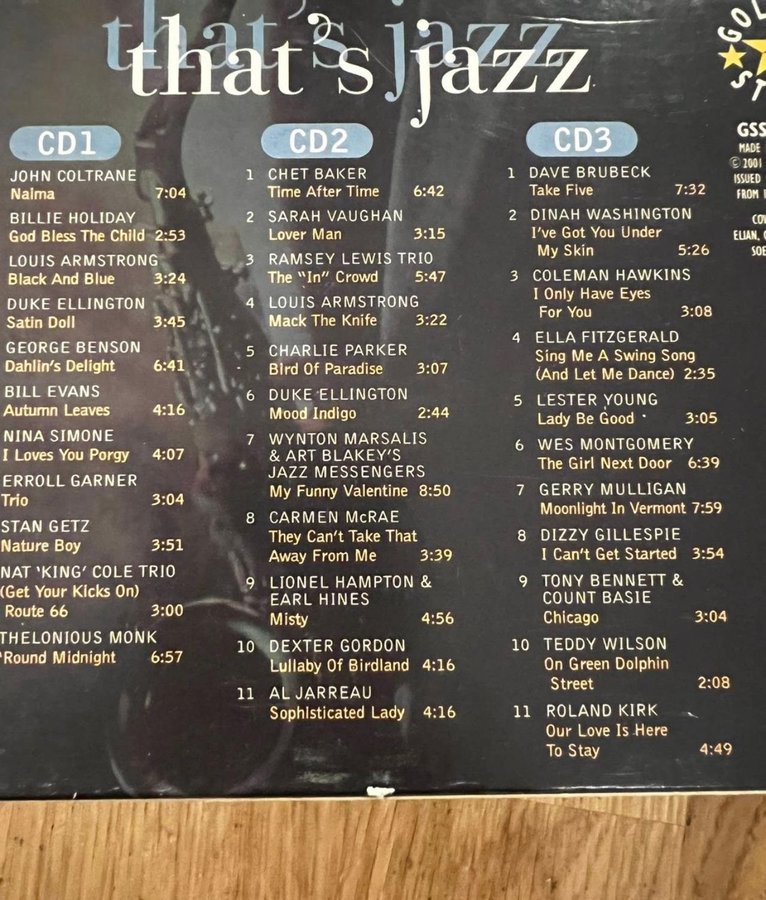 that's jazz
that's jazz
GOL
ST
CD1
JOHN COLTRANE
Naima 7:04
BILLIE HOLIDAY
God Bless The Child 2:53
LOUIS ARMSTRONG
Black And Blue 3:24
DUKE ELLINGTON
Satin Doll 3:45
GEORGE BENSON
Dahlin's Delight 6:41
BILL EVANS
Autumn Leaves 4:16
NINA SIMONE
I Loves You Porgy 4:07
ERROLL GARNER
Trio 3:04
STAN GETZ
Nature Boy 3:51
NAT 'KING' COLE TRIO
(Get Your Kicks On)
Route 66 3:00
THELONIOUS MONK
'Round Midnight 6:57
CD2
1 CHET BAKER
Time After Time 6:42
2 SARAH VAUGHAN
Lover Man 3:15
3 RAMSEY LEWIS TRIO
The "In" Crowd 5:47
4 LOUIS ARMSTRONG
Mack The Knife 3:22
5 CHARLIE PARKER
Bird Of Paradise 3:07
6 DUKE ELLINGTON
Mood Indigo 2:44
7 WYNTON MARSALIS
& ART BLAKEY'S
JAZZ MESSENGERS
My Funny Valentine 8:50
8 CARMEN McRAE
They Can't Take That
Away From Me 3:39
9 LIONEL HAMPTON &
EARL HINES
Misty 4:56
10 DEXTER GORDON
Lullaby Of Birdland 4:16
11 AL JARREAU
Sophisticated Lady 4:16
CD3
1 DAVE BRUBECK
Take Five 7:32
2 DINAH WASHINGTON
I've Got You Under
My Skin 5:26
3 COLEMAN HAWKINS
I Only Have Eyes
For You 3:08
4 ELLA FITZGERALD
Sing Me A Swing Song
(And Let Me Dance) 2:35
5 LESTER YOUNG
Lady Be Good 3:05
6 WES MONTGOMERY
The Girl Next Door 6:39
7 GERRY MULLIGAN
Moonlight In Vermont 7:59
8 DIZZY GILLESPIE
I Can't Get Started 3:54
9 TONY BENNETT &
COUNT BASIE
Chicago 3:04
10 TEDDY WILSON
On Green Dolphin
Street 2:08
11 ROLAND KIRK
Our Love Is Here
To Stay 4:49
GSS
MADE
© 2001
ISSUED
FROM
ELIAN,